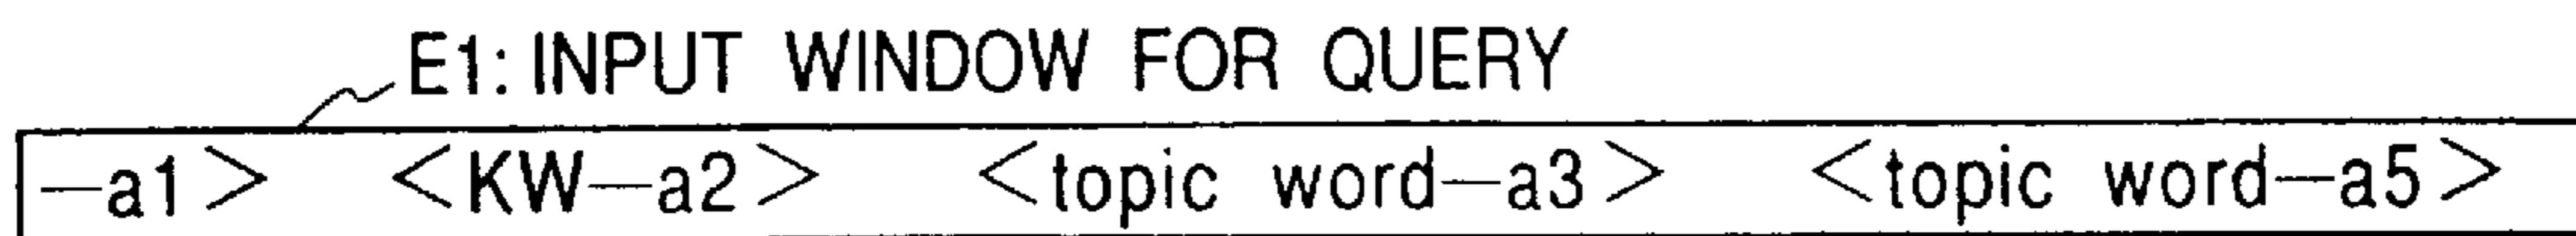 E1: INPUT WINDOW FOR QUERY
—a1> <KW—a2> <topic word—a3> <topic word—a5>